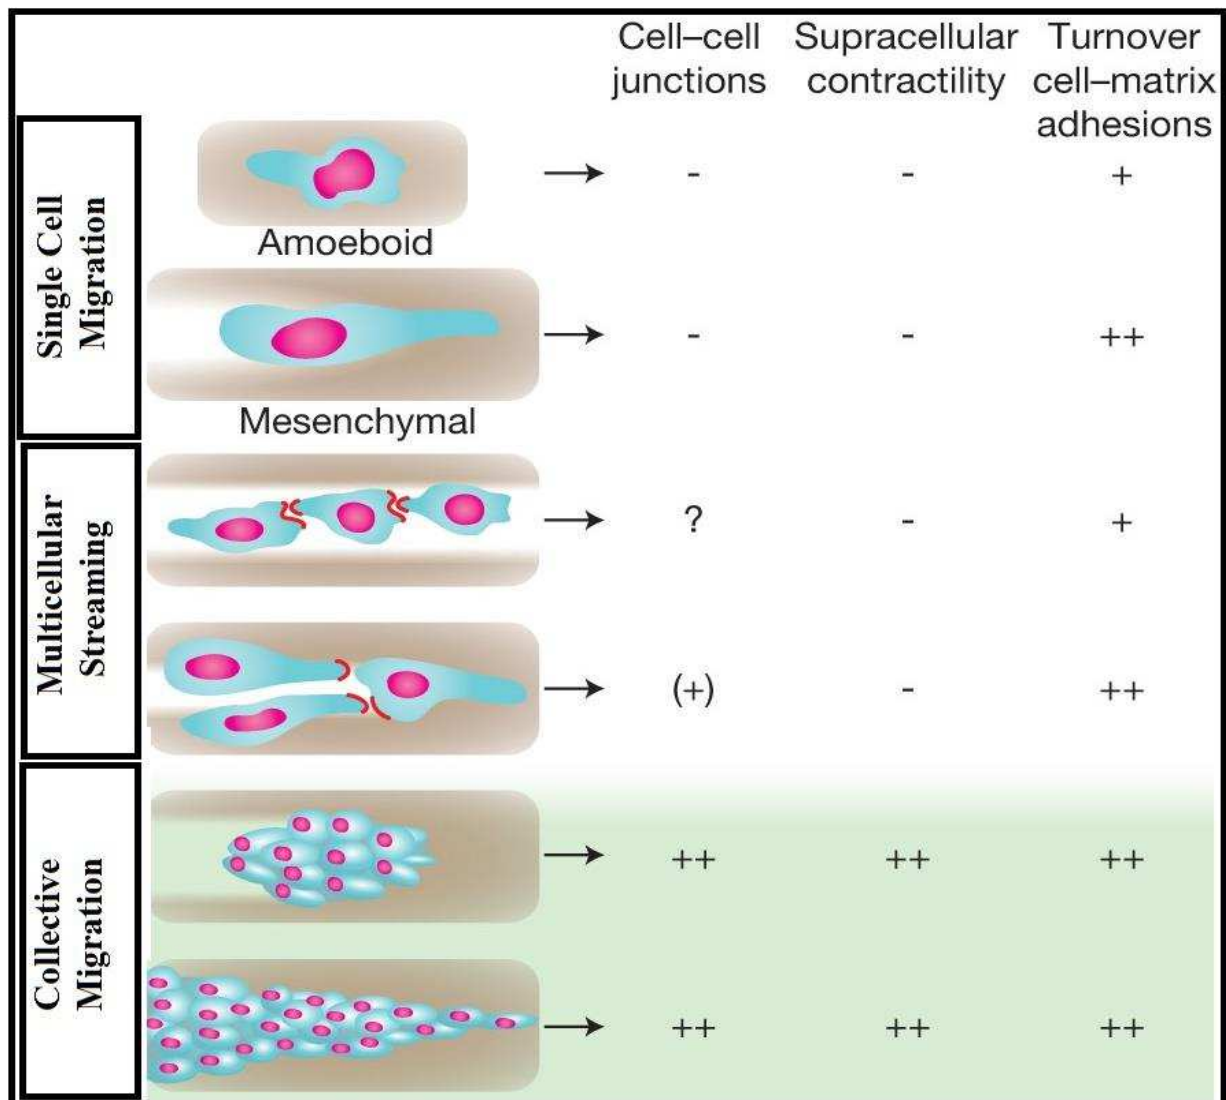 Cell–cell
junctions
Supracellular
contractility
Turnover
cell–matrix
adhesions
Single Cell
Migration
- - +
Amoeboid
- - ++
Mesenchymal
Multicellular
Streaming
? - +
(+) - ++
Collective
Migration
++ ++ ++
++ ++ ++